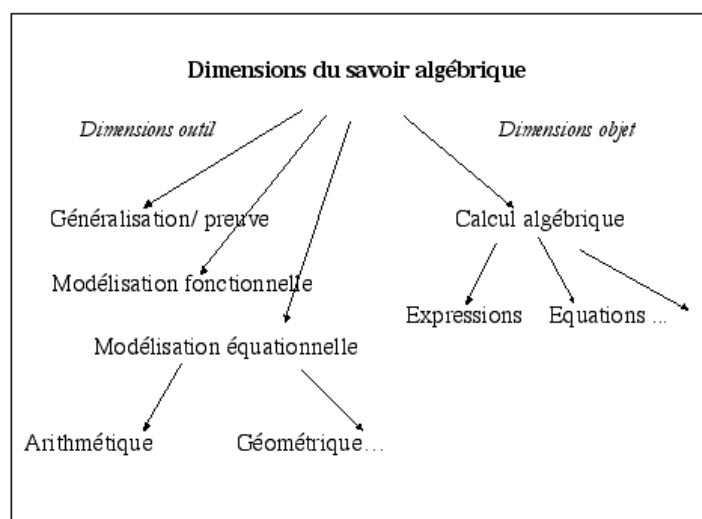 Dimensions du savoir algébrique
Dimensions outil
Dimensions objet
Généralisation/ preuve
Calcul algébrique
Modélisation fonctionnelle
Expressions
Equations ...
Modélisation équationnelle
Arithmétique
Géométrique...